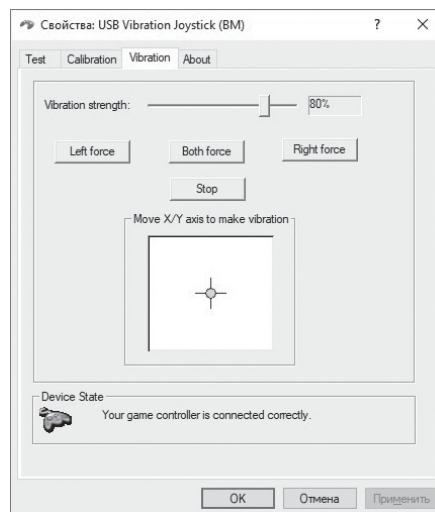 Свойства: USB Vibration Joystick (BM) ? ×
Test Calibration Vibration About
Vibration strength: 80%
Left force Both force Right force
Stop
Move X/Y axis to make vibration
Device State
Your game controller is connected correctly.
OK Отмена Применить